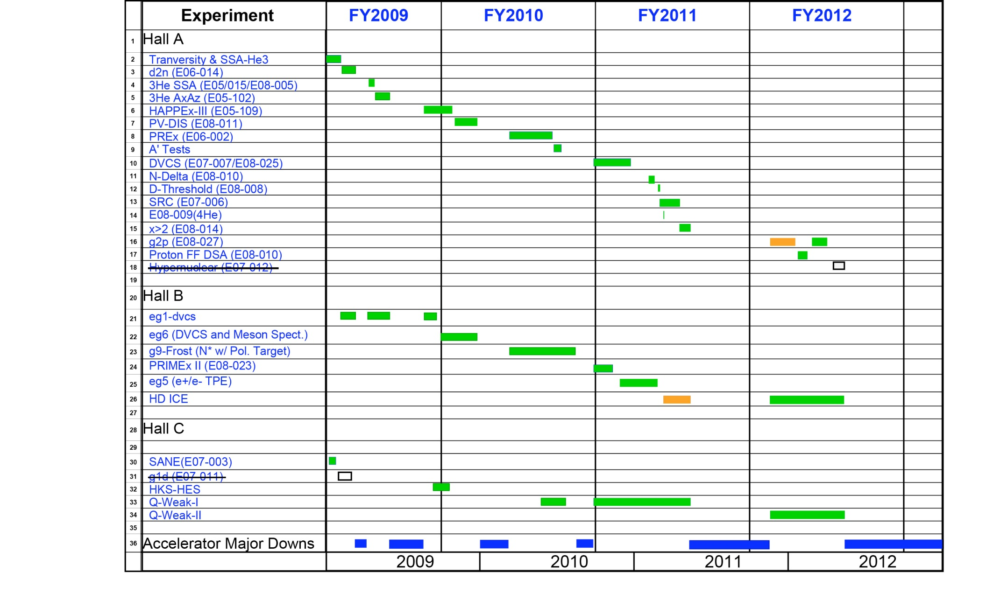 Experiment FY2009 FY2010 FY2011 FY2012
1 Hall A
2 Tranversity & SSA-He3
3 d2n (E06-014)
4 3He SSA (E05/015/E08-005)
5 3He AxAz (E05-102)
6 HAPPEx-III (E05-109)
7 PV-DIS (E08-011)
8 PREx (E06-002)
9 A' Tests
10 DVCS (E07-007/E08-025)
11 N-Delta (E08-010)
12 D-Threshold (E08-008)
13 SRC (E07-006)
14 E08-009(4He)
15 x>2 (E08-014)
16 g2p (E08-027)
17 Proton FF DSA (E08-010)
18 Hypernuclear (E07-012)
19
20 Hall B
21 eg1-dvcs
22 eg6 (DVCS and Meson Spect.)
23 g9-Frost (N* w/ Pol. Target)
24 PRIMEx II (E08-023)
25 eg5 (e+/e- TPE)
26 HD ICE
27
28 Hall C
29
30 SANE(E07-003)
31 g1d (E07-011)
32 HKS-HES
33 Q-Weak-I
34 Q-Weak-II
35
36 Accelerator Major Downs
2009 2010 2011 2012